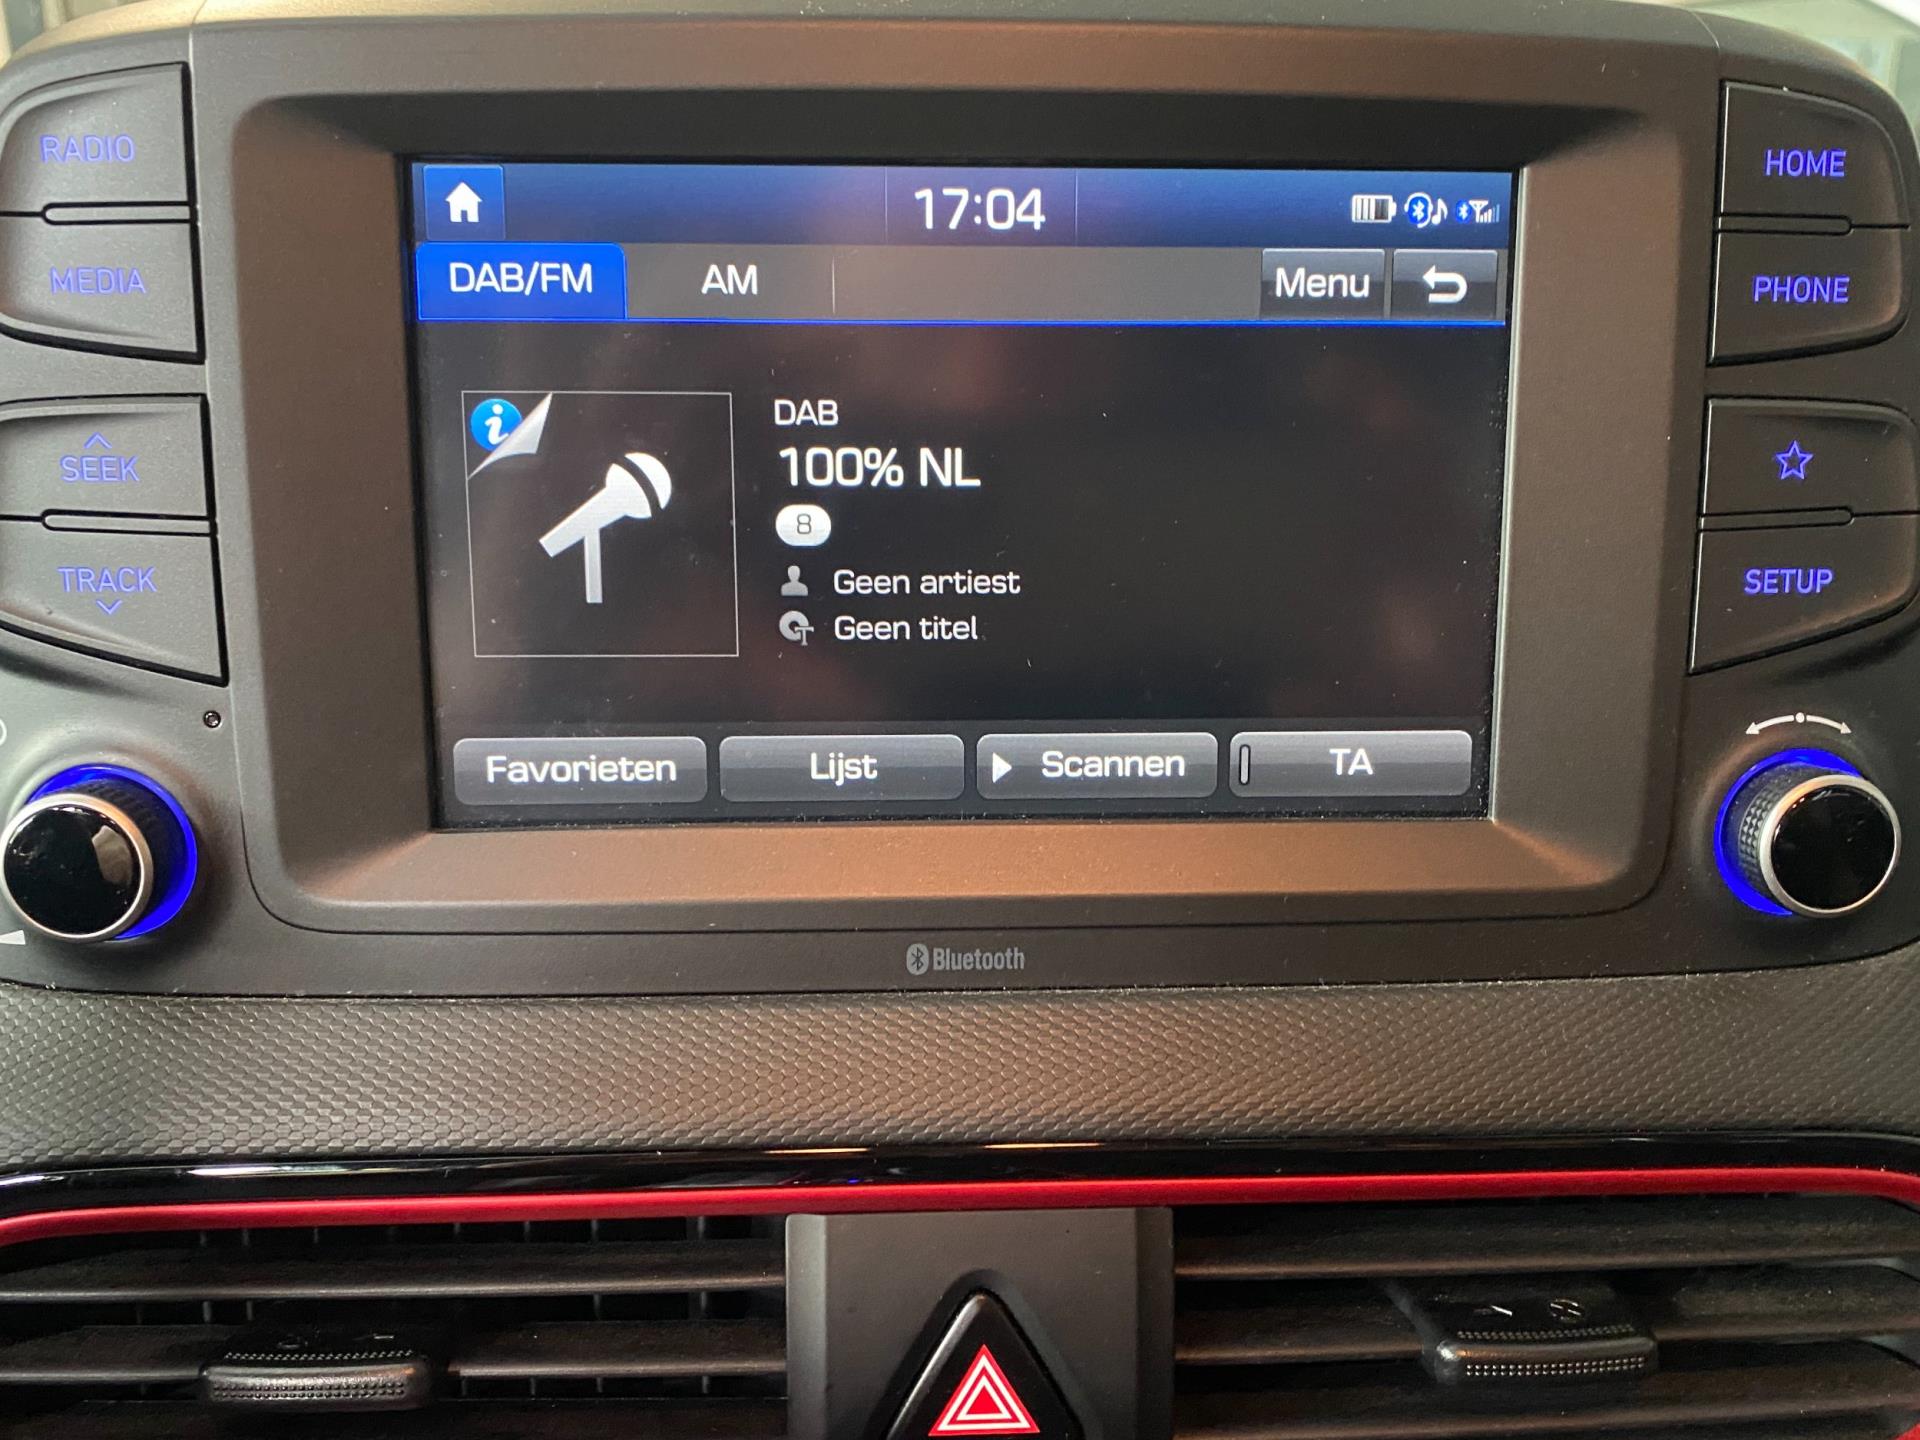 RADIO
MEDIA
SEEK
TRACK
17:04
DAB/FM
AM
Menu
DAB
100% NL
8
Geen artiest
Geen titel
Favorieten
Lijst
Scannen
TA
HOME
PHONE
SETUP
Bluetooth